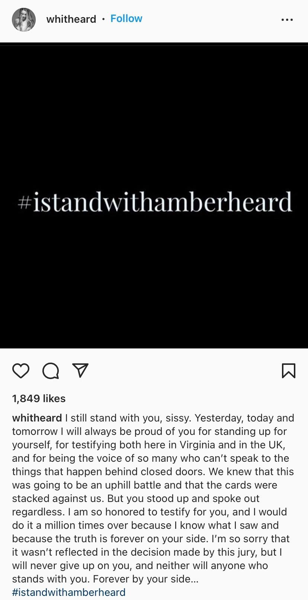 whitheard • Follow
#istandwithamberheard
1,849 likes
whitheard I still stand with you, sissy. Yesterday, today and
tomorrow I will always be proud of you for standing up for
yourself, for testifying both here in Virginia and in the UK,
and for being the voice of so many who can't speak to the
things that happen behind closed doors. We knew that this
was going to be an uphill battle and that the cards were
stacked against us. But you stood up and spoke out
regardless. I am so honored to testify for you, and I would
do it a million times over because I know what I saw and
because the truth is forever on your side. I'm so sorry that
it wasn't reflected in the decision made by this jury, but I
will never give up on you, and neither will anyone who
stands with you. Forever by your side...
#istandwithamberheard